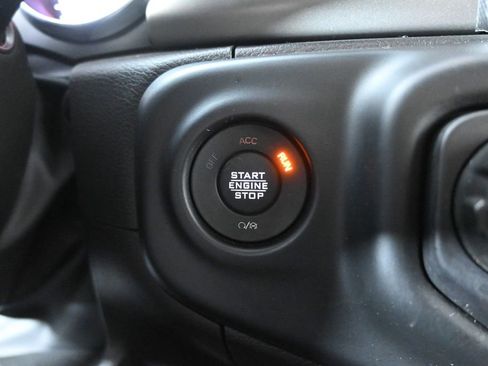 ACC
OFF
RUN
START
ENGINE
STOP